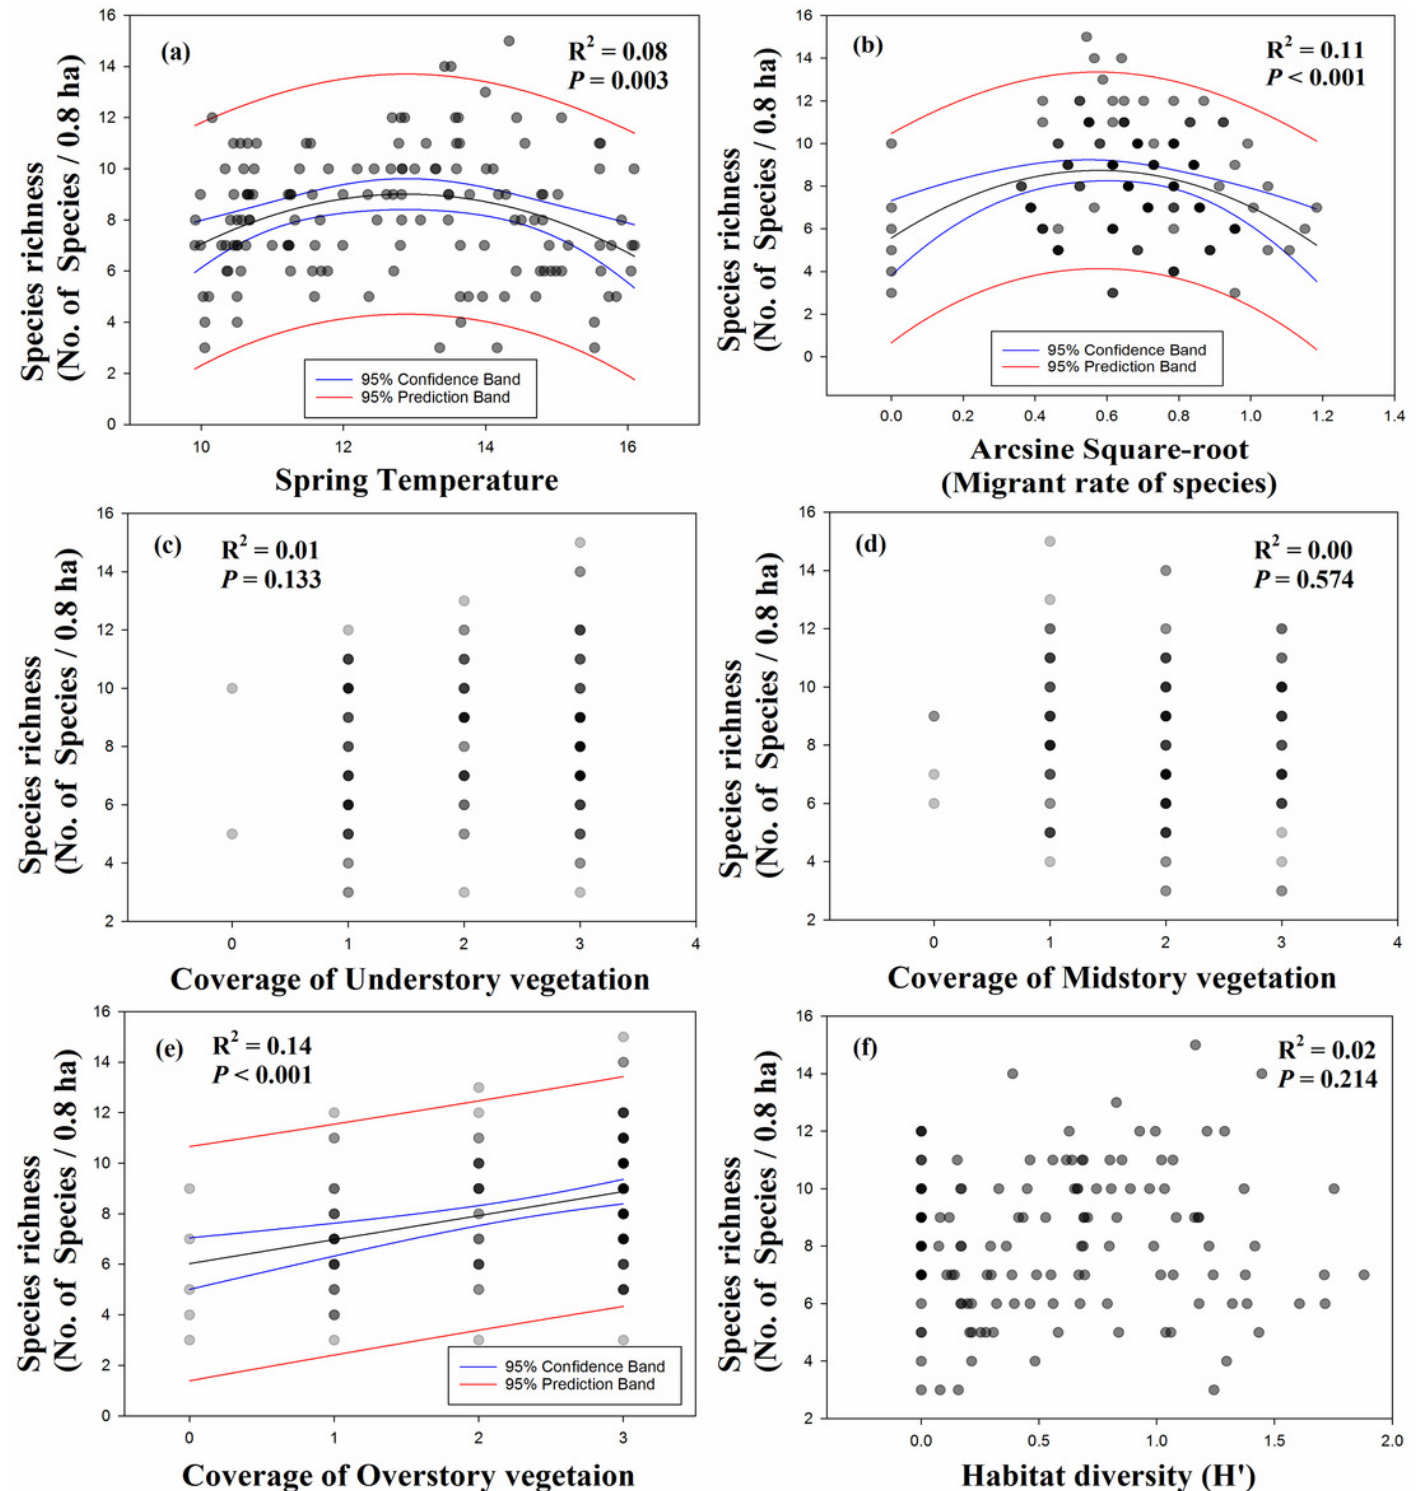 Species richness
(No. of Species / 0.8 ha)
16
14
12
10
8
6
4
2
0
(a)
R² = 0.08
P = 0.003
95% Confidence Band
95% Prediction Band
10 12 14 16
Spring Temperature
Species richness
(No. of Species / 0.8 ha)
16
14
12
10
8
6
4
2
0
(b)
R² = 0.11
P < 0.001
95% Confidence Band
95% Prediction Band
0.0 0.2 0.4 0.6 0.8 1.0 1.2 1.4
Arcsine Square-root
(Migrant rate of species)
Species richness
(No. of Species / 0.8 ha)
16
14
12
10
8
6
4
2
(c)
R² = 0.01
P = 0.133
0 1 2 3 4
Coverage of Understory vegetation
Species richness
(No. of Species / 0.8 ha)
16
14
12
10
8
6
4
2
(d)
R² = 0.00
P = 0.574
0 1 2 3 4
Coverage of Midstory vegetation
Species richness
(No. of Species / 0.8 ha)
16
14
12
10
8
6
4
2
0
(e)
R² = 0.14
P < 0.001
95% Confidence Band
95% Prediction Band
0 1 2 3
Coverage of Overstory vegetaion
Species richness
(No. of Species / 0.8 ha)
16
14
12
10
8
6
4
2
(f)
R² = 0.02
P = 0.214
0.0 0.5 1.0 1.5 2.0
Habitat diversity (H')